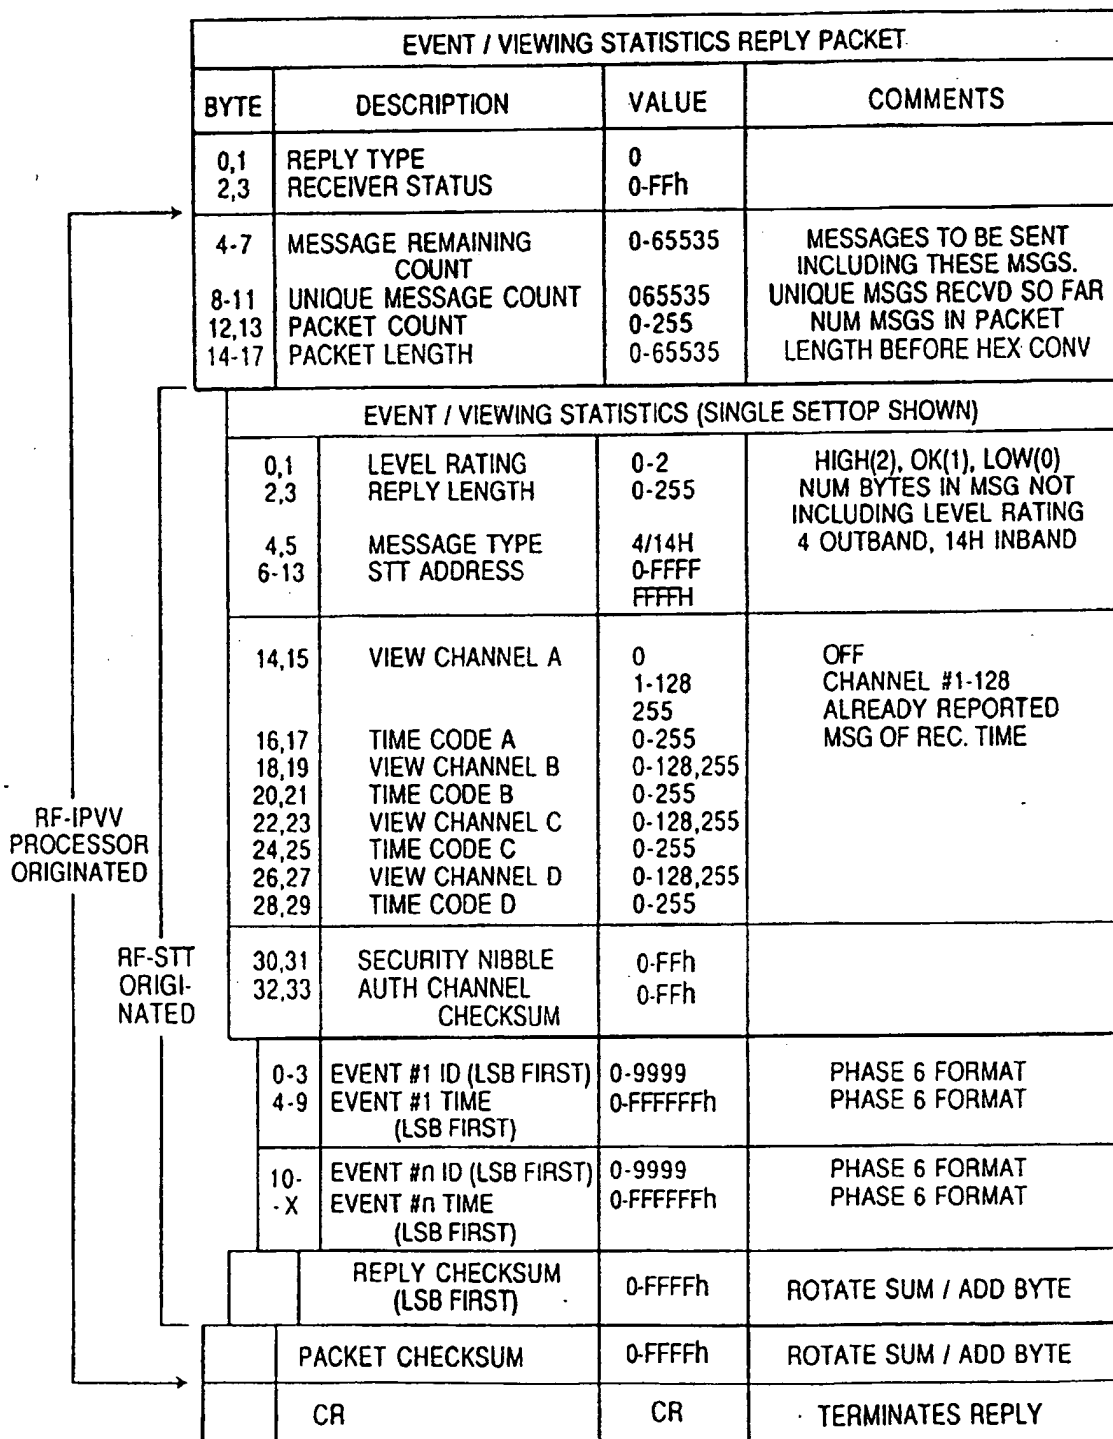 EVENT / VIEWING STATISTICS REPLY PACKET
BYTE DESCRIPTION VALUE COMMENTS
0,1 REPLY TYPE 0
2,3 RECEIVER STATUS 0-FFh
4-7 MESSAGE REMAINING 0-65535 MESSAGES TO BE SENT
COUNT INCLUDING THESE MSGS.
8-11 UNIQUE MESSAGE COUNT 065535 UNIQUE MSGS RECVD SO FAR
12,13 PACKET COUNT 0-255 NUM MSGS IN PACKET
14-17 PACKET LENGTH 0-65535 LENGTH BEFORE HEX CONV
EVENT / VIEWING STATISTICS (SINGLE SETTOP SHOWN)
0,1 LEVEL RATING 0-2 HIGH(2), OK(1), LOW(0)
2,3 REPLY LENGTH 0-255 NUM BYTES IN MSG NOT
INCLUDING LEVEL RATING
4,5 MESSAGE TYPE 4/14H 4 OUTBAND, 14H INBAND
6-13 STT ADDRESS 0-FFFF
FFFFH
14,15 VIEW CHANNEL A 0 OFF
1-128 CHANNEL #1-128
255 ALREADY REPORTED
16,17 TIME CODE A 0-255 MSG OF REC. TIME
18,19 VIEW CHANNEL B 0-128,255
20,21 TIME CODE B 0-255
22,23 VIEW CHANNEL C 0-128,255
24,25 TIME CODE C 0-255
26,27 VIEW CHANNEL D 0-128,255
28,29 TIME CODE D 0-255
RF-IPVV
PROCESSOR
ORIGINATED
RF-STT
ORIGI-
NATED
30,31 SECURITY NIBBLE 0-FFh
32,33 AUTH CHANNEL 0-FFh
CHECKSUM
0-3 EVENT #1 ID (LSB FIRST) 0-9999 PHASE 6 FORMAT
4-9 EVENT #1 TIME 0-FFFFFFh PHASE 6 FORMAT
(LSB FIRST)
10- EVENT #n ID (LSB FIRST) 0-9999 PHASE 6 FORMAT
-X EVENT #n TIME 0-FFFFFFh PHASE 6 FORMAT
(LSB FIRST)
REPLY CHECKSUM 0-FFFFh ROTATE SUM / ADD BYTE
(LSB FIRST)
PACKET CHECKSUM 0-FFFFh ROTATE SUM / ADD BYTE
CR CR TERMINATES REPLY